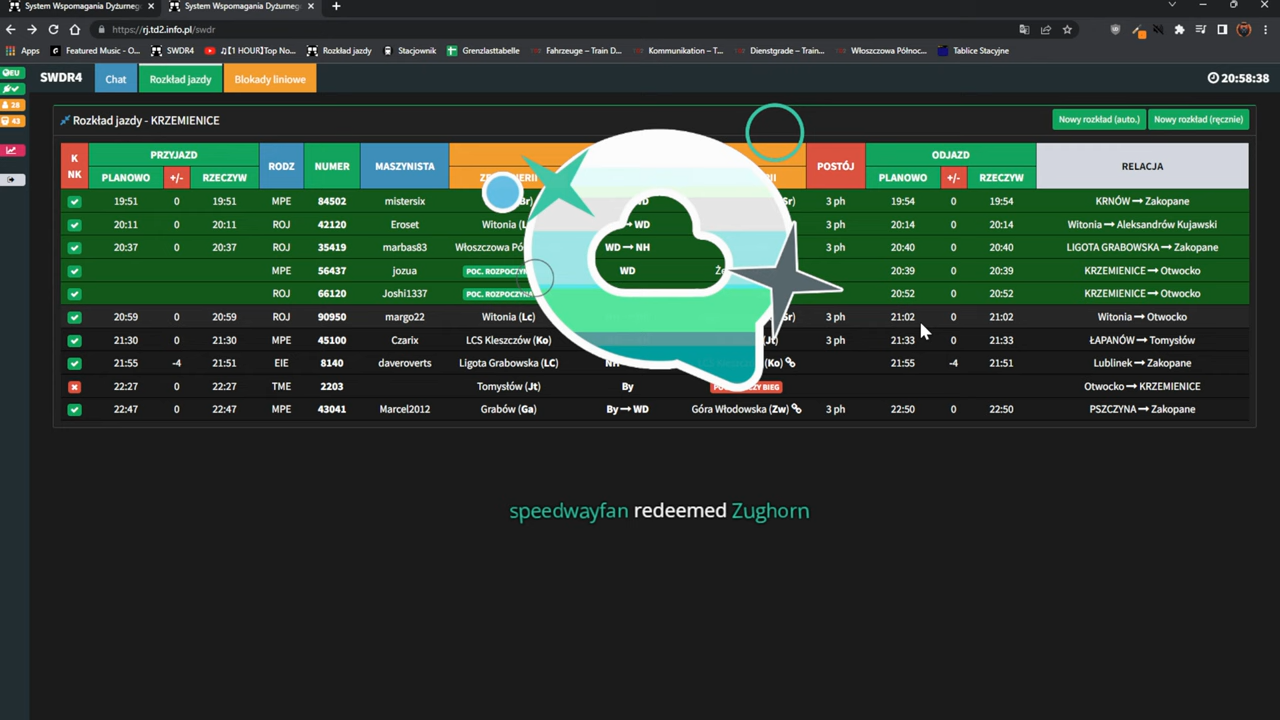 System Wspomagania Dyżurnego
System Wspomagania Dyżurnego
https://rj.td2.info.pl/swdr
Apps Featured Music - O... SWDR4 ♫[1 HOUR]Top No... Rozkład jazdy Stacjownik Grenzlasttabelle Fahrzeuge – Train D... Kommunikation – T... Dienstgrade – Train... Włoszczowa Północ... Tablice Stacyjne
EU SWDR4 Chat Rozkład jazdy Blokady liniowe 20:58:38
28
43
Rozkład jazdy - KRZEMIENICE Nowy rozkład (auto.) Nowy rozkład (ręcznie)
K NK PRZYJAZD RODZ NUMER MASZYNISTA POSTÓJ ODJAZD RELACJA
PLANOWO +/- RZECZYW PLANOWO +/- RZECZYW
19:51 0 19:51 MPE 84502 mistersix 3 ph 19:54 0 19:54 KRNÓW → Zakopane
20:11 0 20:11 ROJ 42120 Eroset Witonia → WD 3 ph 20:14 0 20:14 Witonia → Aleksandrów Kujawski
20:37 0 20:37 ROJ 35419 marbas83 Włoszczowa WD → NH 3 ph 20:40 0 20:40 LIGOTA GRABOWSKA → Zakopane
MPE 56437 jozua POC. WD 20:39 0 20:39 KRZEMIENICE → Otwocko
ROJ 66120 Joshi1337 POC. 20:52 0 20:52 KRZEMIENICE → Otwocko
20:59 0 20:59 ROJ 90950 margo22 Witonia (Lc) 3 ph 21:02 0 21:02 Witonia → Otwocko
21:30 0 21:30 MPE 45100 Czarix LCS Kleszczów (Ko) 3 ph 21:33 0 21:33 ŁAPANÓW → Tomysłów
21:55 -4 21:51 EIE 8140 daveroverts Ligota Grabowska (LC) (Ko) 21:55 -4 21:51 Lublinek → Zakopane
22:27 0 22:27 TME 2203 Tomysłów (Jt) By BIEG Otwocko → KRZEMIENICE
22:47 0 22:47 MPE 43041 Marcel2012 Grabów (Ga) By → WD Góra Włodowska (Zw) 3 ph 22:50 0 22:50 PSZCZYNA → Zakopane
speedwayfan redeemed Zughorn